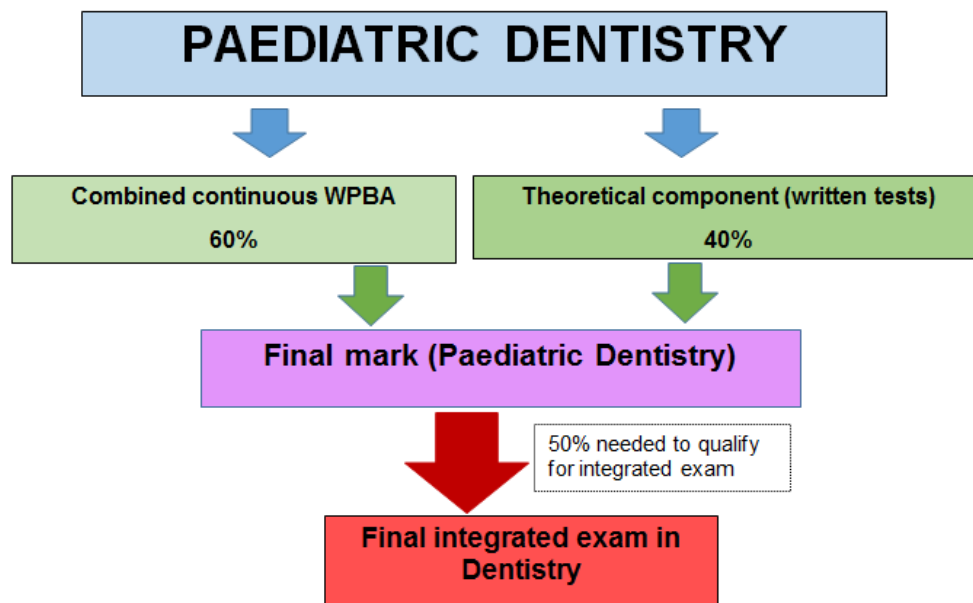 PAEDIATRIC DENTISTRY
Combined continuous WPBA
60%
Theoretical component (written tests)
40%
Final mark (Paediatric Dentistry)
50% needed to qualify
for integrated exam
Final integrated exam in
Dentistry